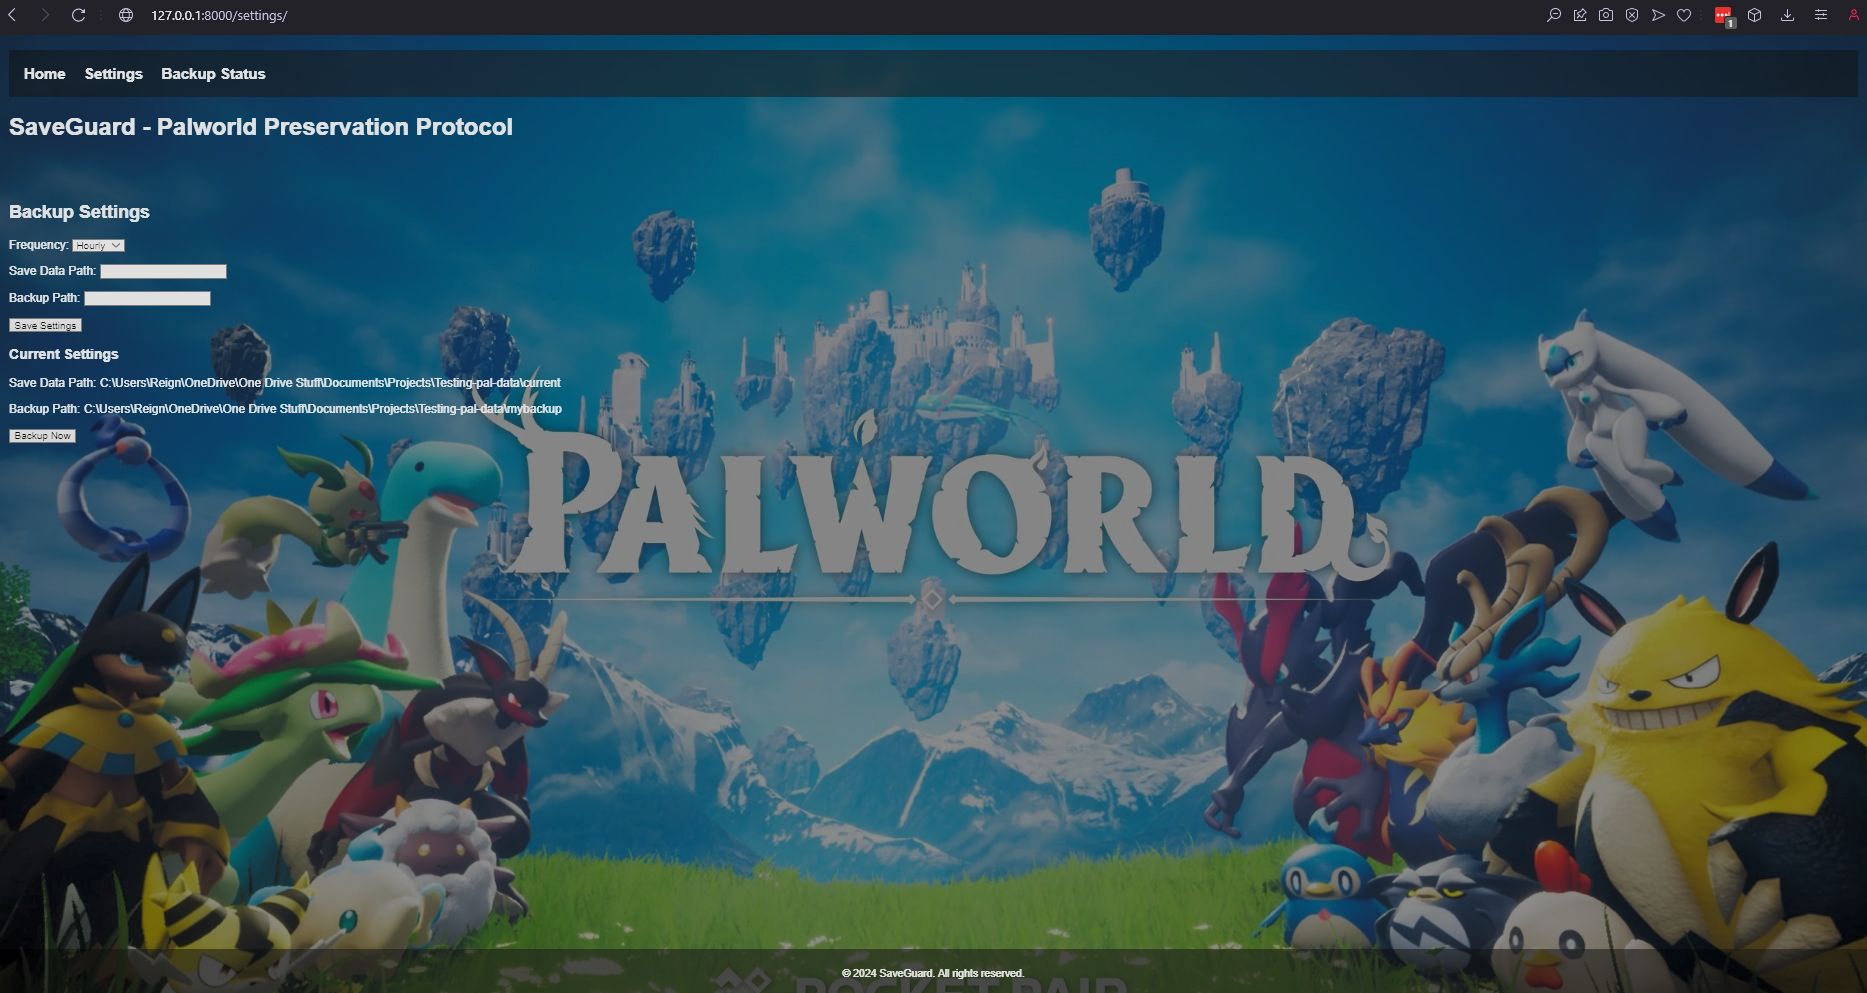 127.0.0.1:8000/settings/
1
Home Settings Backup Status
SaveGuard - Palworld Preservation Protocol
Backup Settings
Frequency: Hourly
Save Data Path:
Backup Path:
Save Settings
Current Settings
Save Data Path: C:\Users\Reign\OneDrive\One Drive Stuff\Documents\Projects\Testing-pal-data\current
Backup Path: C:\Users\Reign\OneDrive\One Drive Stuff\Documents\Projects\Testing-pal-data\mybackup
Backup Now
PALWORLD
© 2024 SaveGuard. All rights reserved.
POCKET PAIR